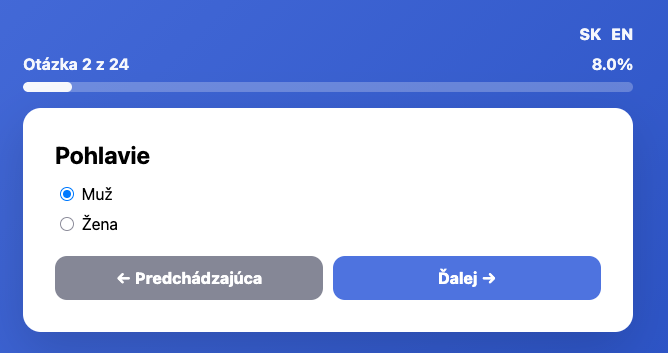 SK EN
Otázka 2 z 24 8.0%
Pohlavie
Muž
Žena
← Predchádzajúca Ďalej →